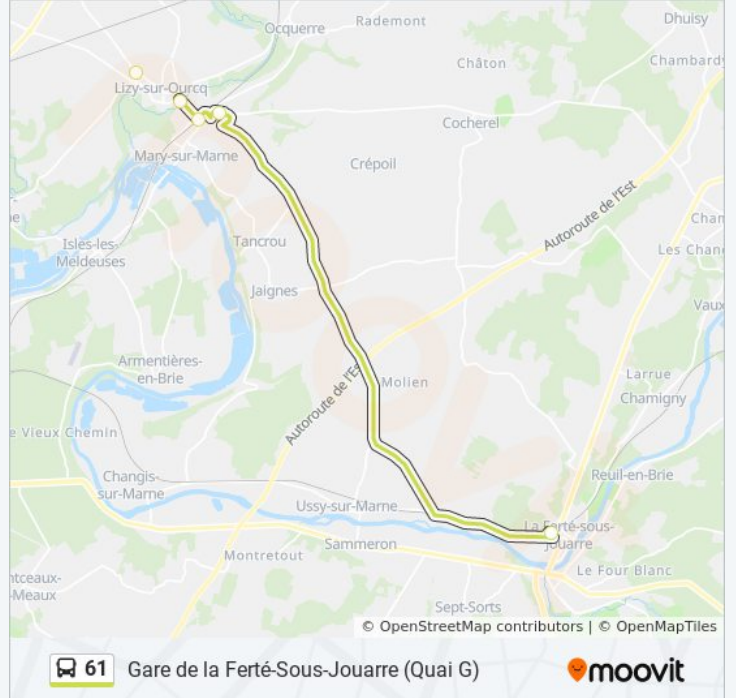 Ocquerre
Rademont
Dhuisy
Châton
Chambard
Lizy-sur-Ourcq
Cocherel
Mary-sur-Marne
Crépoil
Autoroute de l'Est
Chan
Isles-les-
Meldeuses
Tancrou
Les Chan
Jaignes
Vaux
Armentières-
en-Brie
Autoroute de l'Est
Molien
Larrue
Chamigny
e Vieux Chemin
Changis-
sur-Marne
Reuil-en-Brie
Ussy-sur-Marne
La Ferté-sous-
Jouarre
Sammeron
Montretout
Le Four Blanc
ntceaux-
-Meaux
Sept-Sorts
© OpenStreetMap contributors | © OpenMapTiles
61 Gare de la Ferté-Sous-Jouarre (Quai G)
moovit